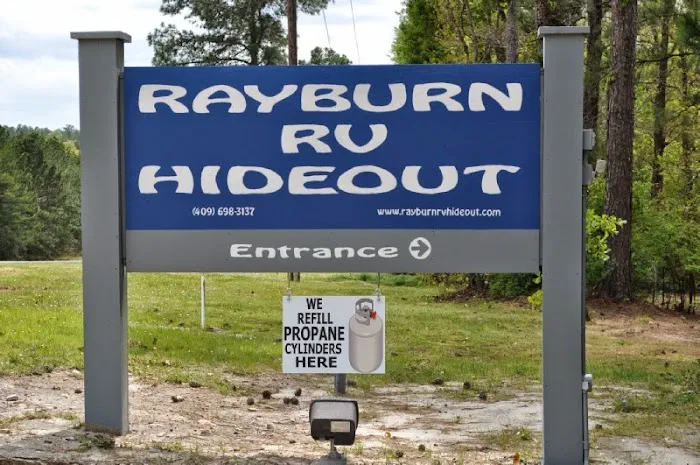 RAYBURN
RV
HIDEOUT
(409) 698-3137 www.rayburnrvhideout.com
Entrance
WE
REFILL
PROPANE
CYLINDERS
HERE